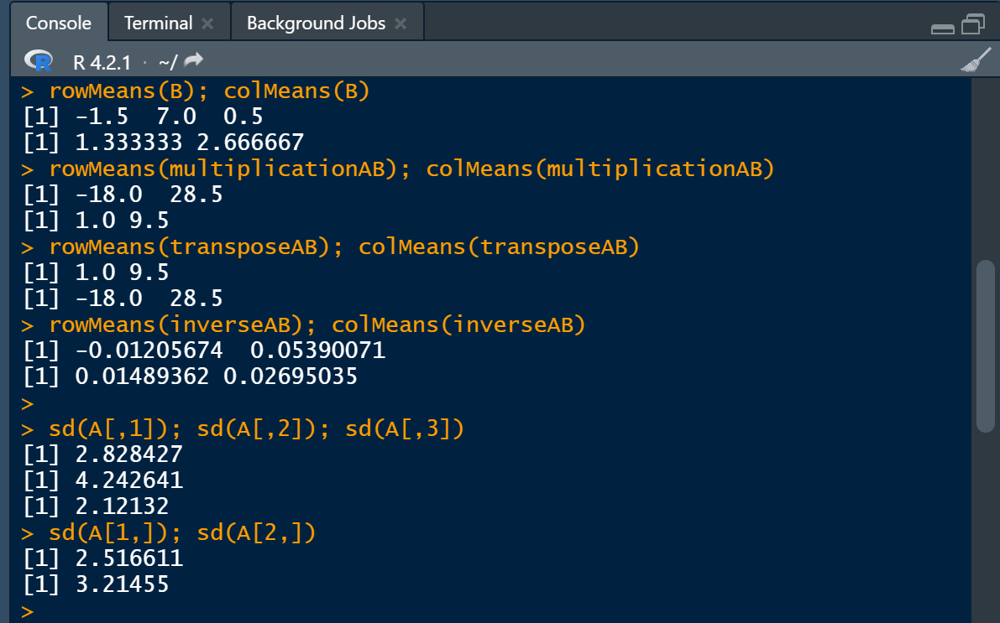 Console Terminal Background Jobs
R R 4.2.1 · ~/
> rowMeans(B); colMeans(B)
[1] -1.5  7.0  0.5
[1] 1.333333 2.666667
> rowMeans(multiplicationAB); colMeans(multiplicationAB)
[1] -18.0  28.5
[1] 1.0 9.5
> rowMeans(transposeAB); colMeans(transposeAB)
[1] 1.0 9.5
[1] -18.0  28.5
> rowMeans(inverseAB); colMeans(inverseAB)
[1] -0.01205674  0.05390071
[1] 0.01489362 0.02695035
>
> sd(A[,1]); sd(A[,2]); sd(A[,3])
[1] 2.828427
[1] 4.242641
[1] 2.12132
> sd(A[1,]); sd(A[2,])
[1] 2.516611
[1] 3.21455
>